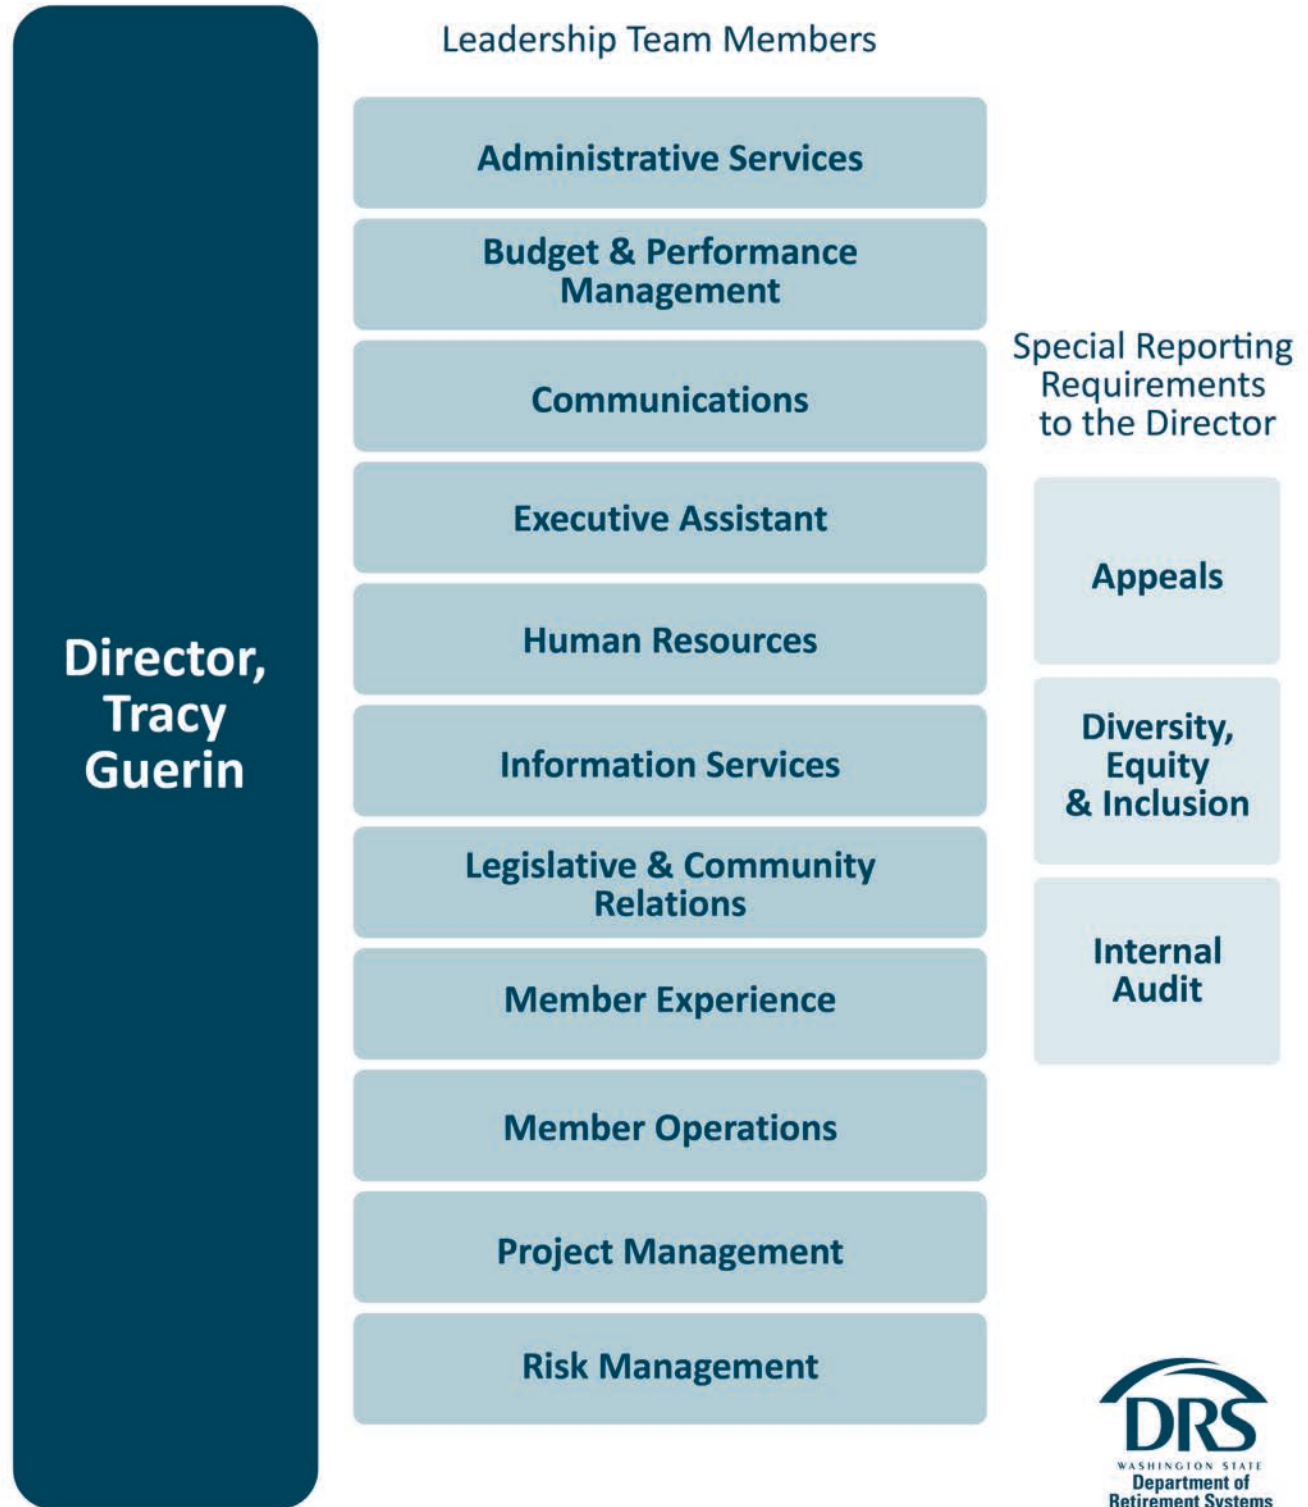 Leadership Team Members
Director,
Tracy
Guerin
Administrative Services
Budget & Performance
Management
Communications
Executive Assistant
Human Resources
Information Services
Legislative & Community
Relations
Member Experience
Member Operations
Project Management
Risk Management
Special Reporting
Requirements
to the Director
Appeals
Diversity,
Equity
& Inclusion
Internal
Audit
DRS
WASHINGTON STATE
Department of
Retirement Systems